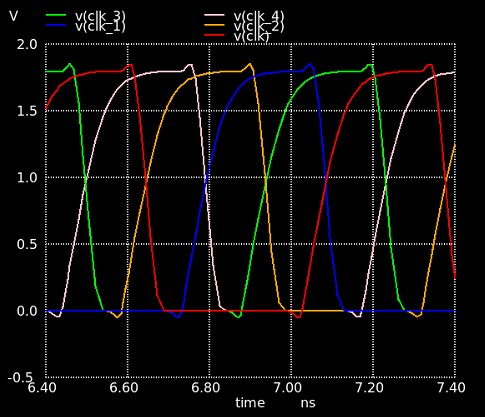 V
v(clk_3)
v(clk_4)
v(clk_1)
v(clk_2)
v(clk)
2.0
1.5
1.0
0.5
0.0
-0.5
6.40 6.60 6.80 7.00 7.20 7.40
time ns